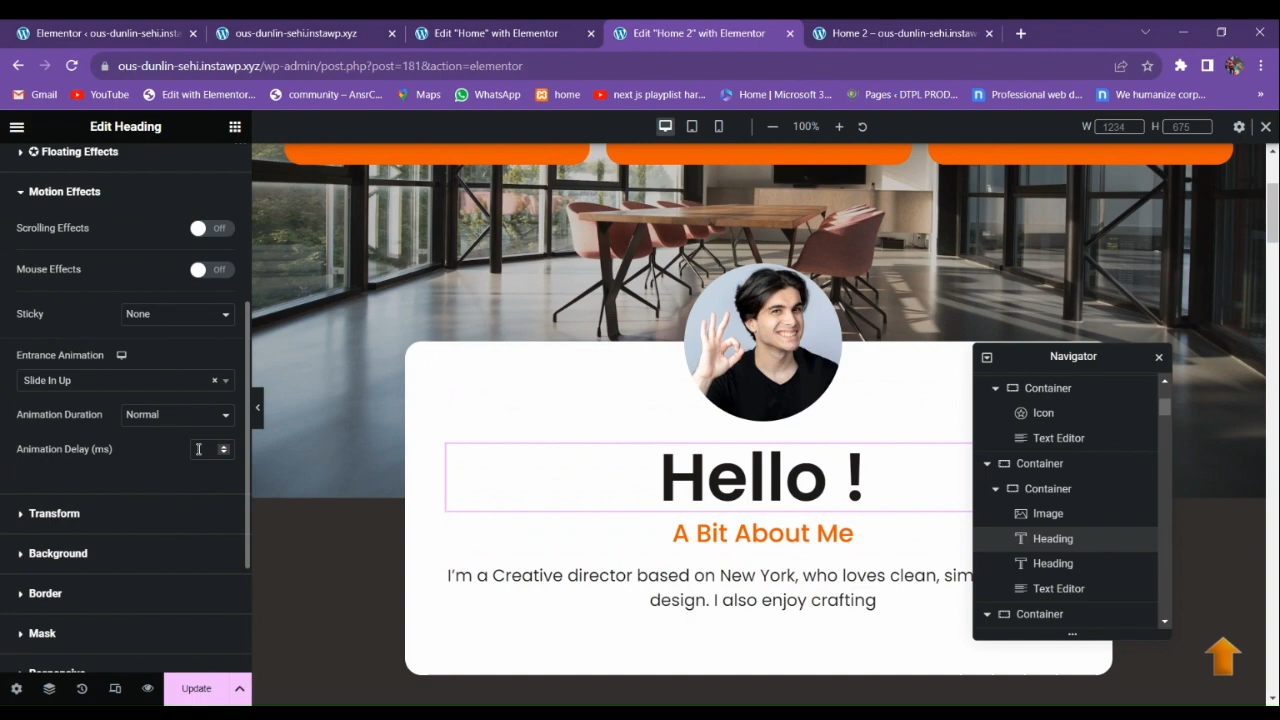 Elementor ‹ ous-dunlin-sehi.insta
ous-dunlin-sehi.instawp.xyz
Edit "Home" with Elementor
Edit "Home 2" with Elementor
Home 2 – ous-dunlin-sehi.instaw
ous-dunlin-sehi.instawp.xyz/wp-admin/post.php?post=181&action=elementor
Gmail
YouTube
Edit with Elementor...
community – AnsrC...
Maps
WhatsApp
home
next js playlist har...
Home | Microsoft 3...
Pages ‹ DTPL PROD...
Professional web d...
We humanize corp...
»
Edit Heading
100%
W 1234 H 675
Floating Effects
Motion Effects
Scrolling Effects Off
Mouse Effects Off
Sticky None
Entrance Animation
Slide In Up
Animation Duration Normal
Animation Delay (ms)
Transform
Background
Border
Mask
Responsive
Update
Hello !
A Bit About Me
I'm a Creative director based on New York, who loves clean, sim
design. I also enjoy crafting
Navigator
Container
Icon
Text Editor
Container
Container
Image
Heading
Heading
Text Editor
Container